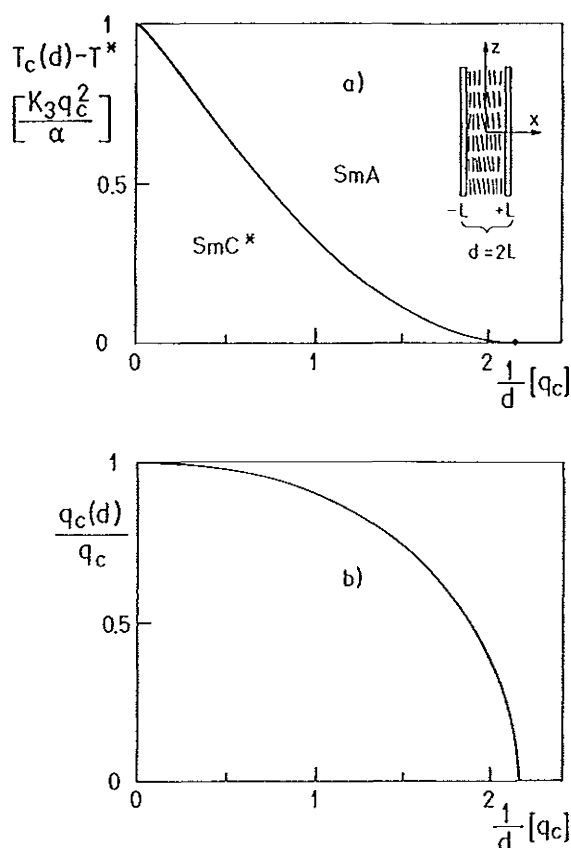 1
T_c(d)-T*
[K_3 q_c^2 / α]
a)
z
x
SmA
0.5
-L +L
SmC*
d = 2L
0
0 1 2
1/d [q_c]
1
q_c(d)/q_c
b)
0.5
0
0 1 2
1/d [q_c]